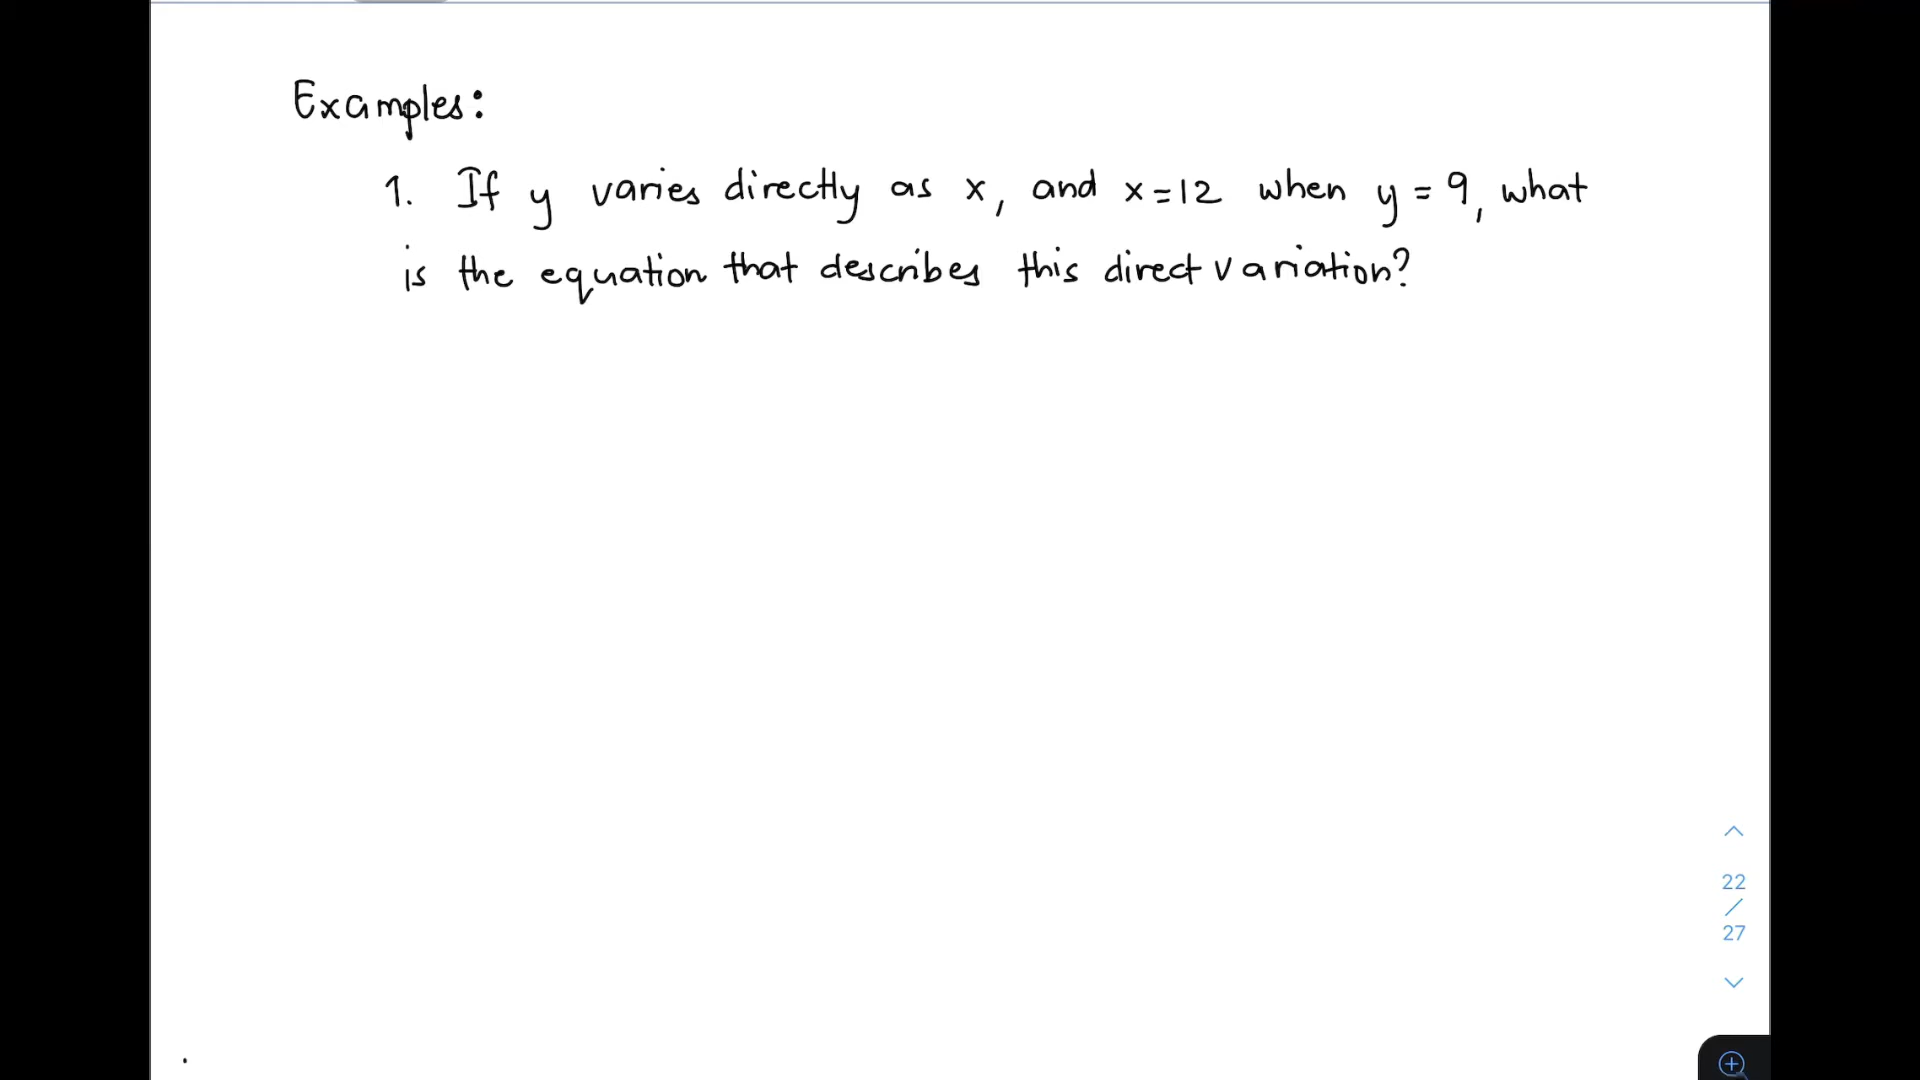 Examples:
1. If y varies directly as x, and x=12 when y = 9, what
is the equation that describes this direct variation?
22
/
27